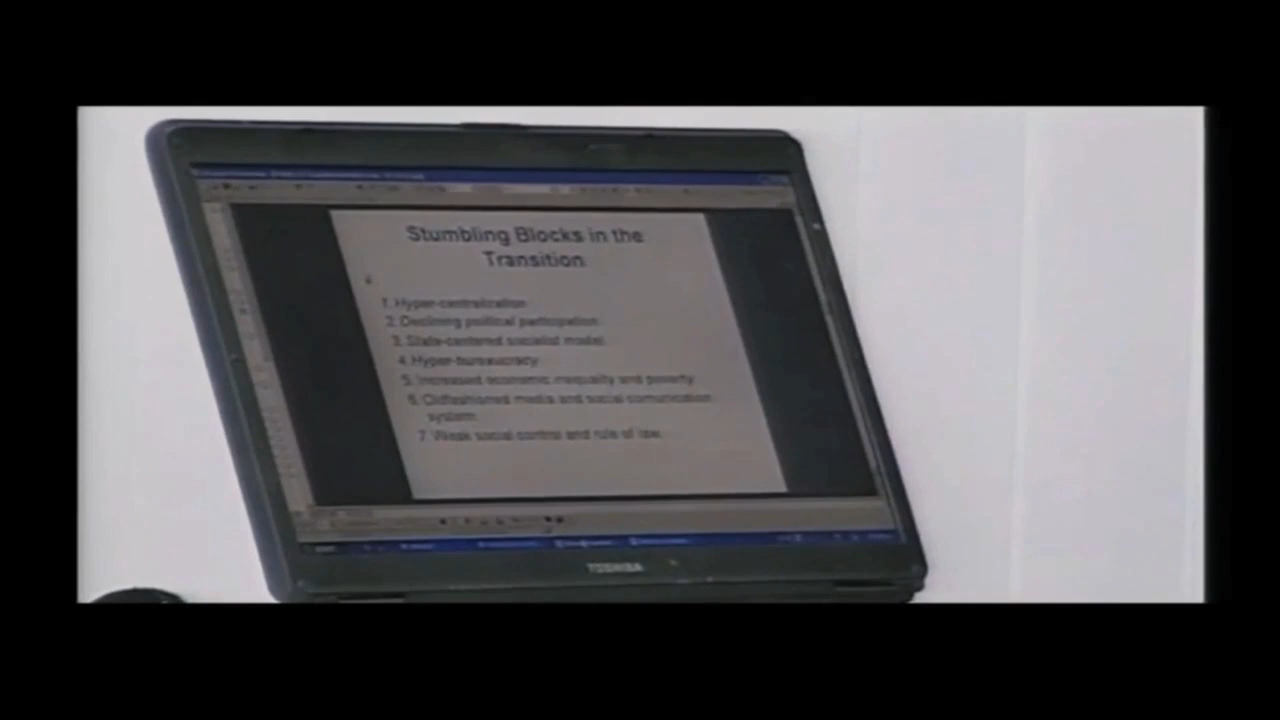 Stumbling Blocks in the
Transition
1. Hyper-centralization
2. Declining political participation
3. State-centered socialist model
4. Hyper-bureaucracy
5. Increased economic inequality and poverty
6. Oldfashioned media and social comunication
system
7. Weak social control and rule of law.
TOSHIBA